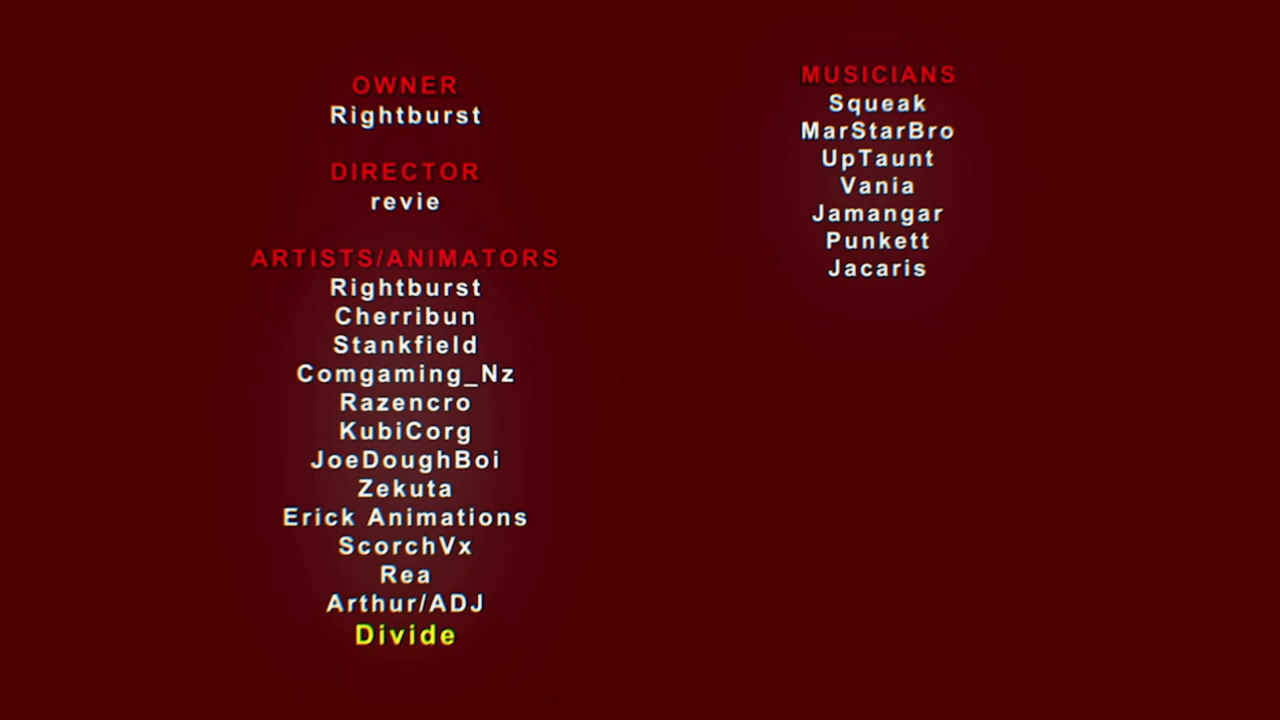 OWNER
Rightburst
DIRECTOR
revie
ARTISTS/ANIMATORS
Rightburst
Cherribun
Stankfield
Comgaming_Nz
Razencro
KubiCorg
JoeDoughBoi
Zekuta
Erick Animations
ScorchVx
Rea
Arthur/ADJ
Divide
MUSICIANS
Squeak
MarStarBro
UpTaunt
Vania
Jamangar
Punkett
Jacaris